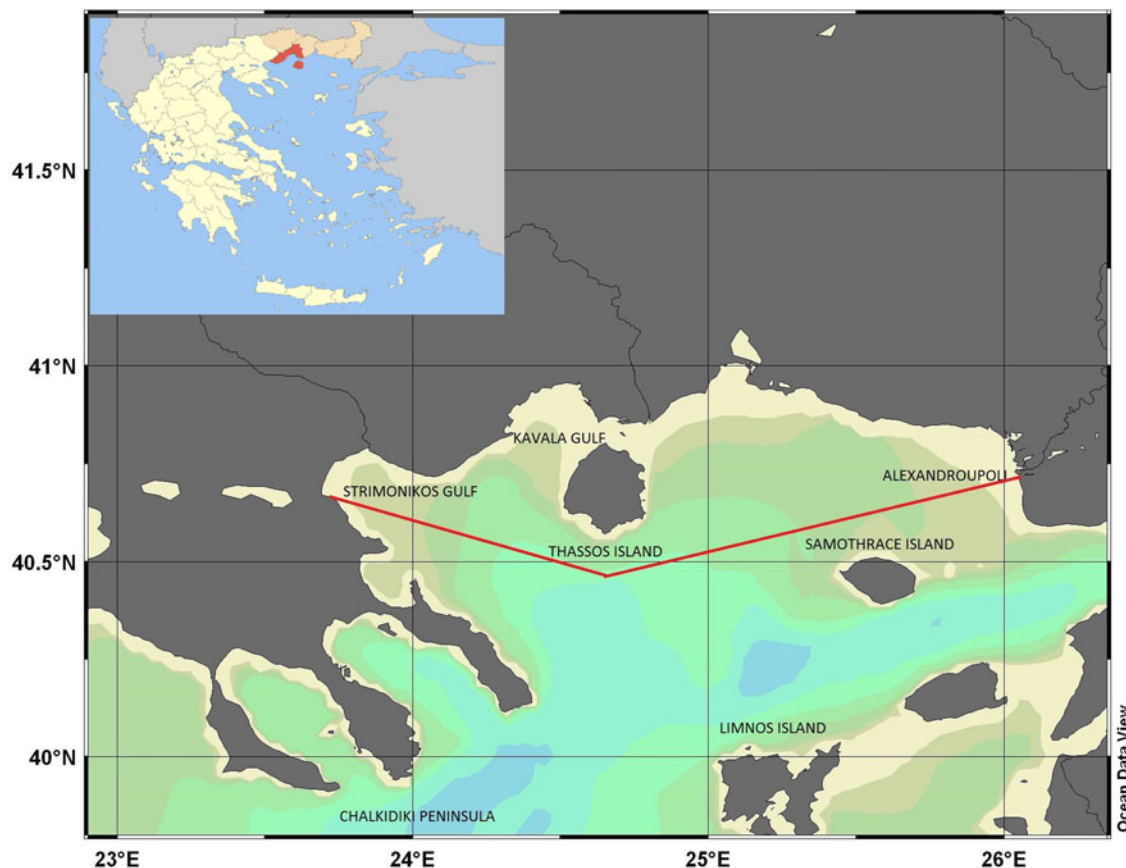 41.5°N
41°N
KAVALA GULF
ALEXANDROUPOLI
STRIMONIKOS GULF
THASSOS ISLAND
SAMOTHRACE ISLAND
40.5°N
LIMNOS ISLAND
40°N
CHALKIDIKI PENINSULA
Ocean Data View
23°E
24°E
25°E
26°E